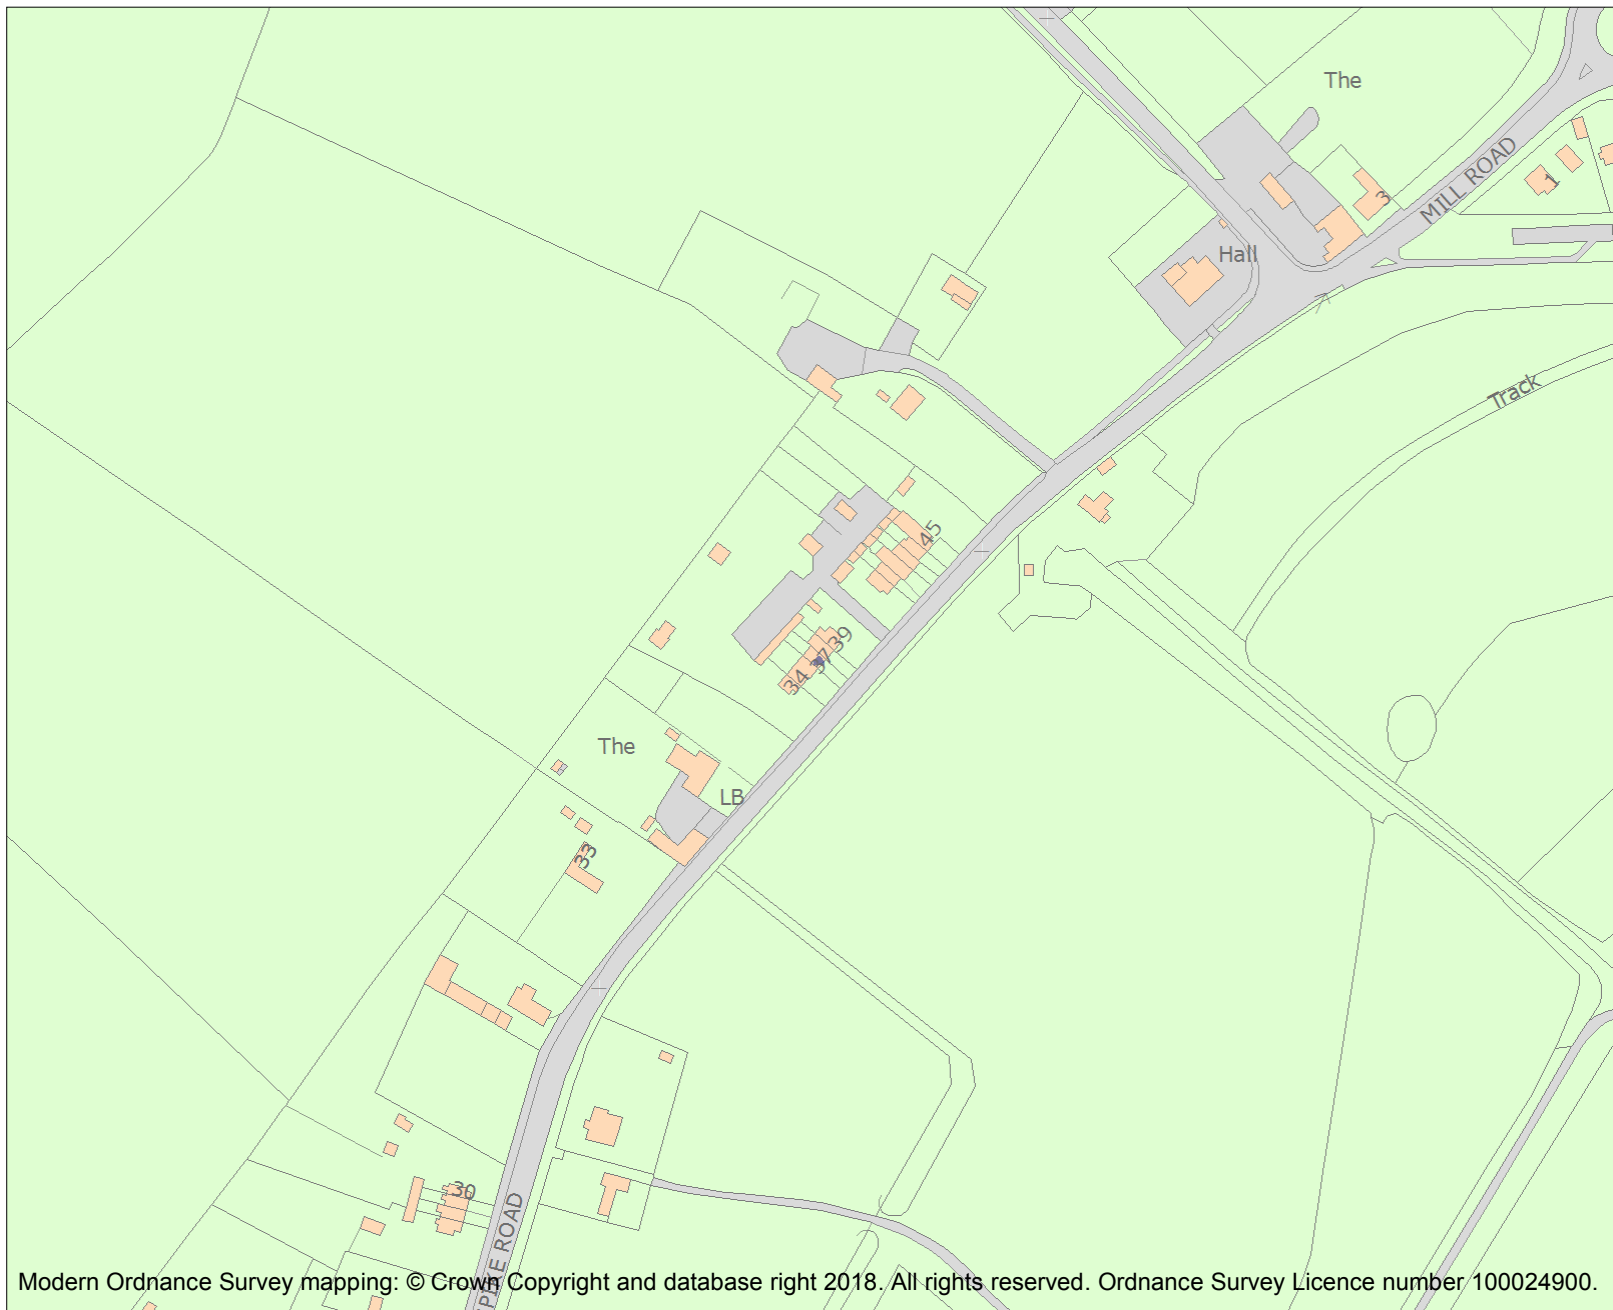 The
MILL ROAD
1
3
Hall
Track
45
39
37
34
The
LB
33
30
PIKE ROAD
Modern Ordnance Survey mapping: © Crown Copyright and database right 2018. All rights reserved. Ordnance Survey Licence number 100024900.